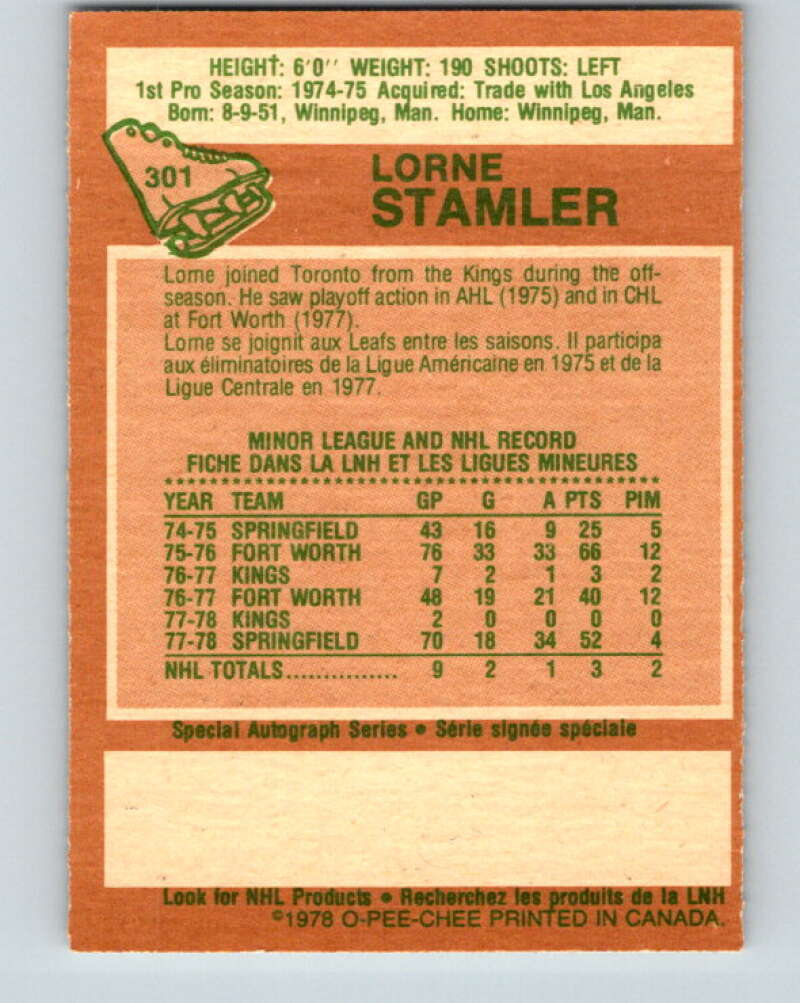 HEIGHT: 6'0'' WEIGHT: 190 SHOOTS: LEFT
1st Pro Season: 1974-75 Acquired: Trade with Los Angeles
Born: 8-9-51, Winnipeg, Man. Home: Winnipeg, Man.
301
LORNE
STAMLER
Lorne joined Toronto from the Kings during the off-
season. He saw playoff action in AHL (1975) and in CHL
at Fort Worth (1977).
Lorne se joignit aux Leafs entre les saisons. Il participa
aux éliminatoires de la Ligue Américaine en 1975 et de la
Ligue Centrale en 1977.
MINOR LEAGUE AND NHL RECORD
FICHE DANS LA LNH ET LES LIGUES MINEURES
YEAR TEAM GP G A PTS PIM
74-75 SPRINGFIELD 43 16 9 25 5
75-76 FORT WORTH 76 33 33 66 12
76-77 KINGS 7 2 1 3 2
76-77 FORT WORTH 48 19 21 40 12
77-78 KINGS 2 0 0 0 0
77-78 SPRINGFIELD 70 18 34 52 4
NHL TOTALS............... 9 2 1 3 2
Special Autograph Series • Série signée spéciale
Look for NHL Products • Recherchez les produits de la LNH
©1978 O-PEE-CHEE PRINTED IN CANADA.